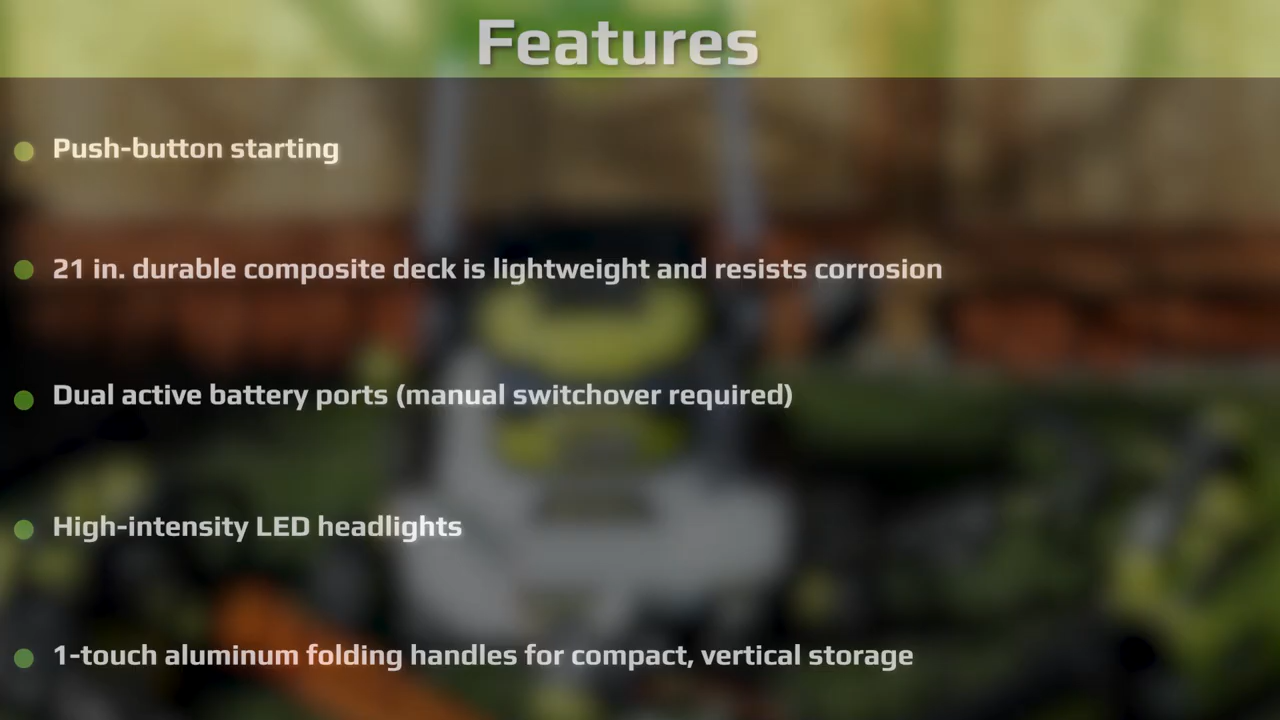 Features
Push-button starting
21 in. durable composite deck is lightweight and resists corrosion
Dual active battery ports (manual switchover required)
High-intensity LED headlights
1-touch aluminum folding handles for compact, vertical storage